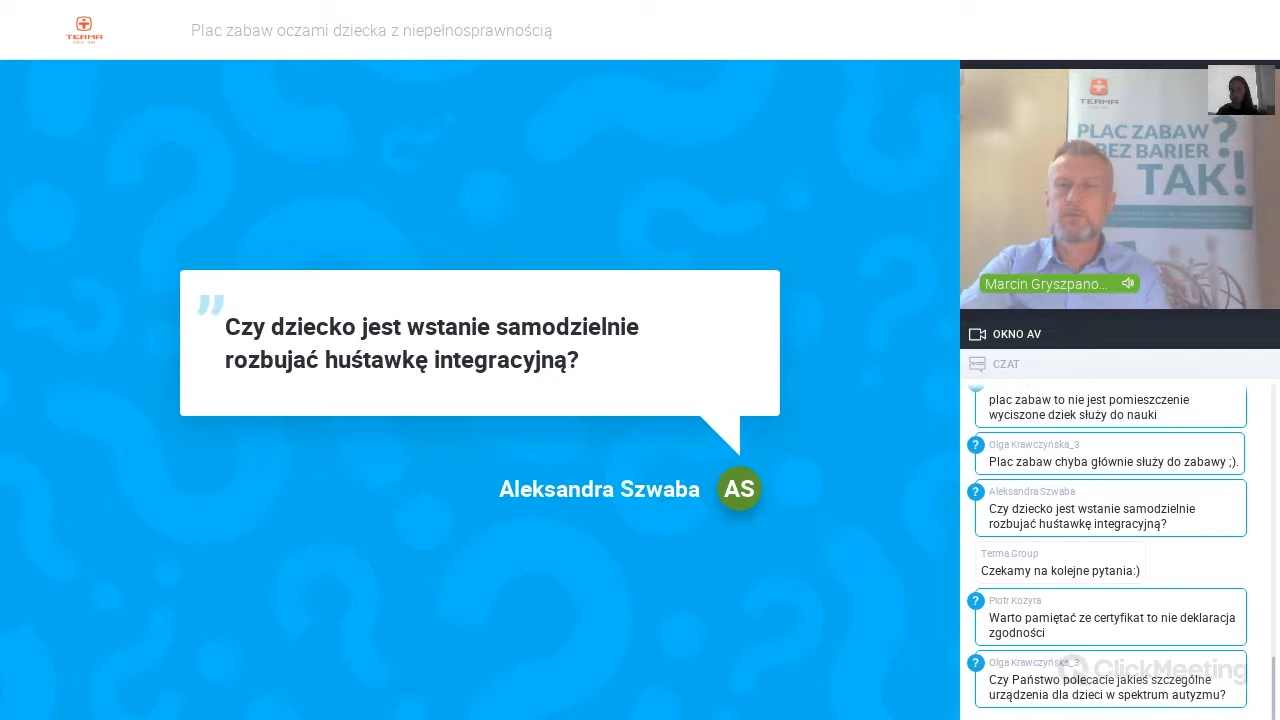 TERMA
Plac zabaw oczami dziecka z niepełnosprawnością
Czy dziecko jest wstanie samodzielnie
rozbujać huśtawkę integracyjną?
Aleksandra Szwaba AS
TERMA
PLAC ZABAW
BEZ BARIER ?
TAK!
Marcin Gryszpano...
OKNO AV
CZAT
plac zabaw to nie jest pomieszczenie
wyciszone dziek służy do nauki
? Olga Krawczyńska_3
Plac zabaw chyba głównie służy do zabawy ;).
? Aleksandra Szwaba
Czy dziecko jest wstanie samodzielnie
rozbujać huśtawkę integracyjną?
Terma Group
Czekamy na kolejne pytania:)
? Piotr Kozyra
Warto pamiętać ze certyfikat to nie deklaracja
zgodności
? Olga Krawczyńska_3
ClickMeeting
Czy Państwo polecacie jakieś szczególne
urządzenia dla dzieci w spektrum autyzmu?